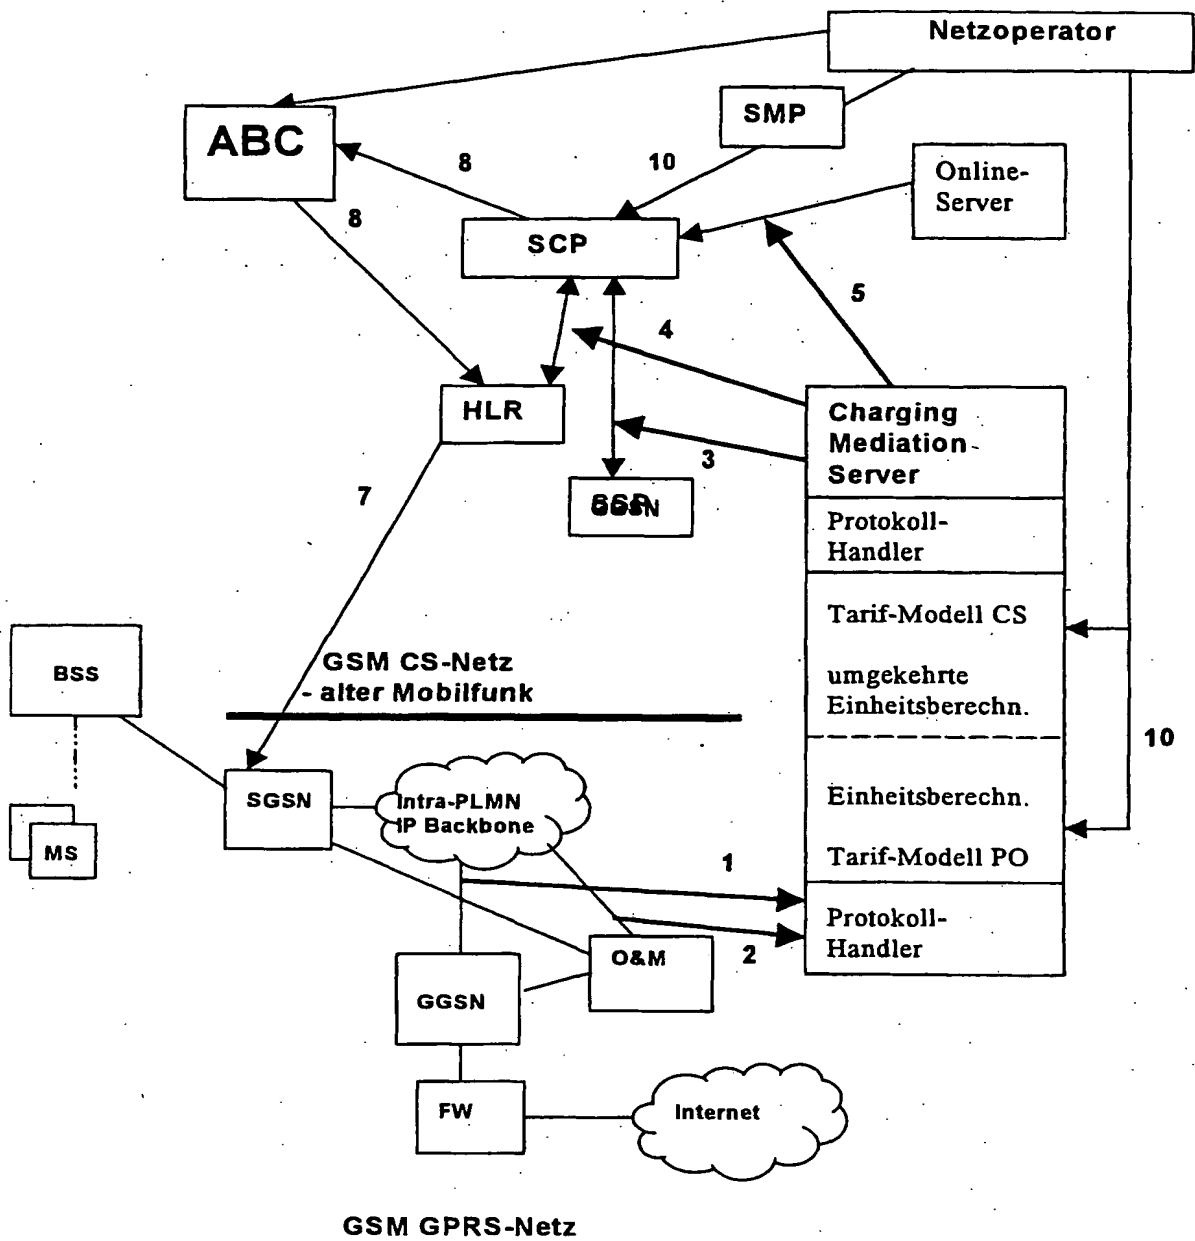 Netzoperator
SMP
ABC
8
10
Online-
Server
8
SCP
5
4
HLR
Charging
Mediation
Server
3
7
Protokoll-
Handler
Tarif-Modell CS
BSS
GSM CS-Netz
- alter Mobilfunk
umgekehrte
Einheitsberechn.
10
SGSN
Intra-PLMN
IP Backbone
Einheitsberechn.
MS
Tarif-Modell PO
1
Protokoll-
Handler
2
O&M
GGSN
FW
Internet
GSM GPRS-Netz